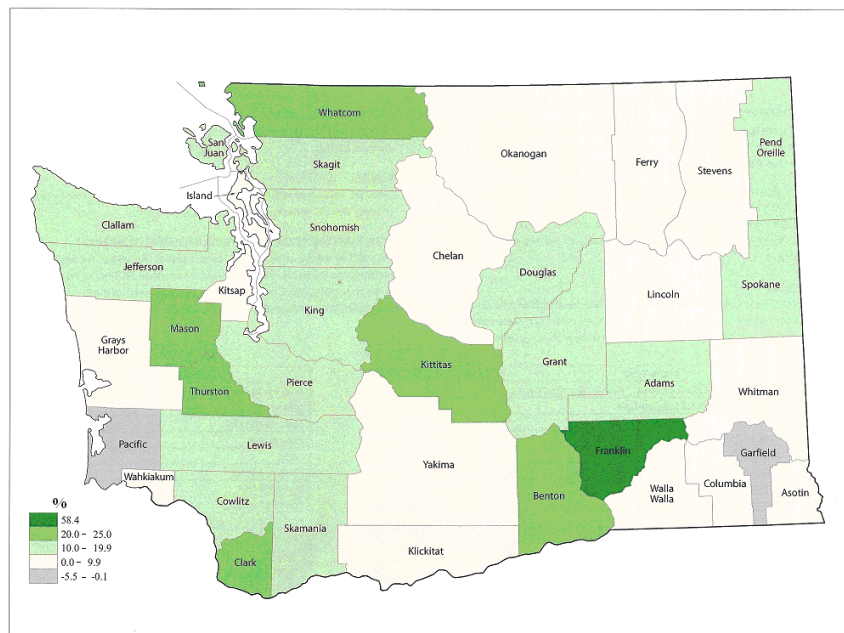 Whatcom
San
Juan
Skagit
Okanogan
Ferry
Stevens
Pend
Oreille
Island
Clallam
Snohomish
Chelan
Douglas
Jefferson
Kitsap
King
Lincoln
Spokane
Grays
Harbor
Mason
Thurston
Pierce
Kittitas
Grant
Adams
Whitman
Pacific
Lewis
Yakima
Franklin
Garfield
Wahkiakum
Cowlitz
Skamania
Benton
Walla
Walla
Columbia
Asotin
Clark
Klickitat
%
58.4
20.0 - 25.0
10.0 - 19.9
0.0 - 9.9
-5.5 - -0.1